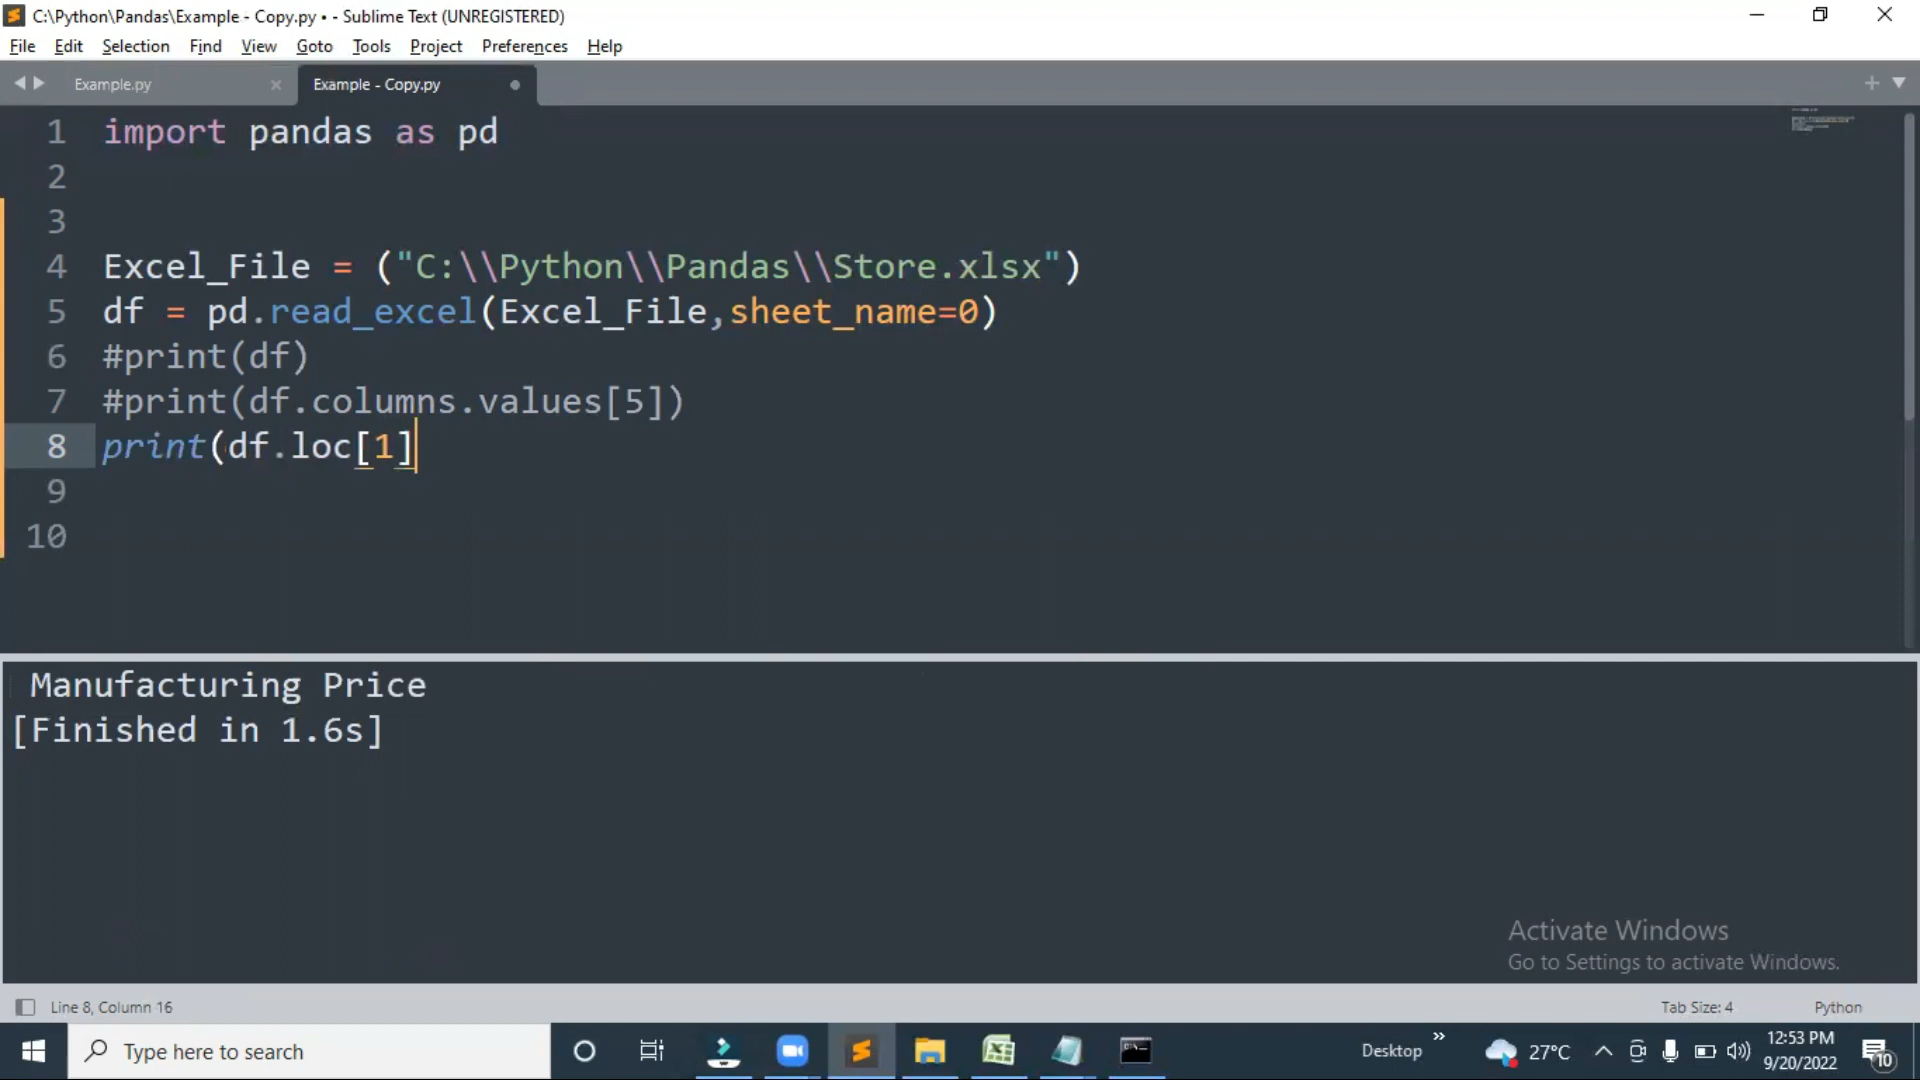 C:\Python\Pandas\Example - Copy.py • - Sublime Text (UNREGISTERED)
File Edit Selection Find View Goto Tools Project Preferences Help
Example.py Example - Copy.py
1 import pandas as pd
2
3
4 Excel_File = ("C:\\Python\\Pandas\\Store.xlsx")
5 df = pd.read_excel(Excel_File,sheet_name=0)
6 #print(df)
7 #print(df.columns.values[5])
8 print(df.loc[1]
9
10
Manufacturing Price
[Finished in 1.6s]
Activate Windows
Go to Settings to activate Windows.
Line 8, Column 16 Tab Size: 4 Python
Type here to search Desktop » 27°C 12:53 PM
9/20/2022 10